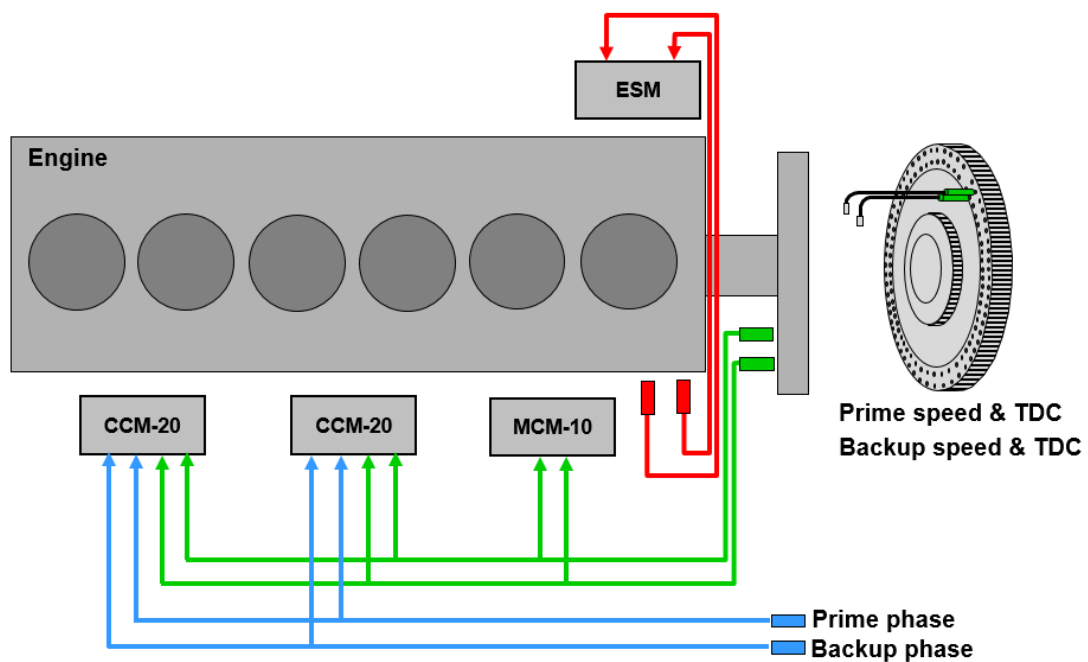 ESM
Engine
CCM-20
CCM-20
MCM-10
Prime speed & TDC
Backup speed & TDC
Prime phase
Backup phase